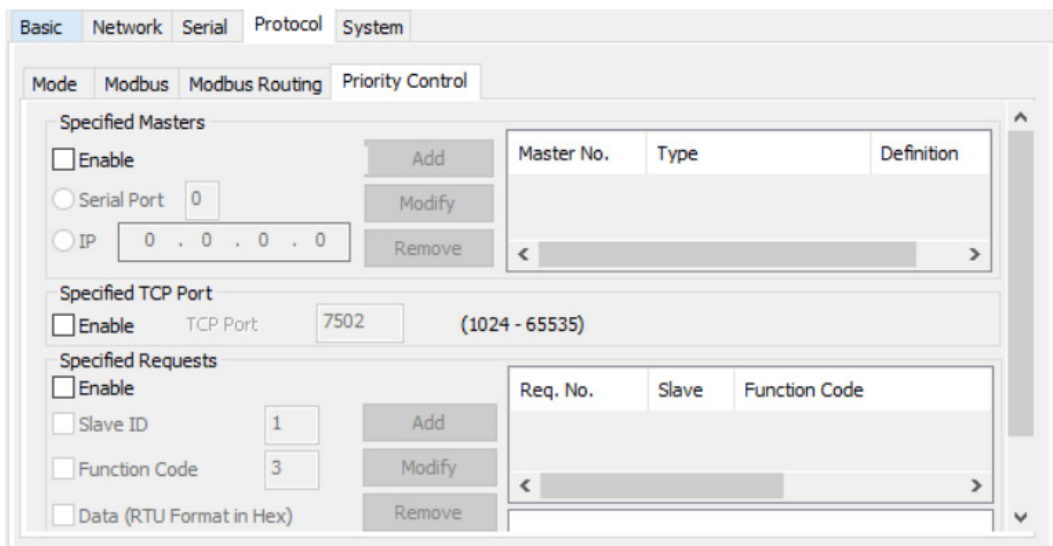 Basic Network Serial Protocol System
Mode Modbus Modbus Routing Priority Control
Specified Masters
Enable Add Master No. Type Definition
Serial Port 0 Modify
IP 0 . 0 . 0 . 0 Remove
Specified TCP Port
Enable TCP Port 7502 (1024 - 65535)
Specified Requests
Enable Req. No. Slave Function Code
Slave ID 1 Add
Function Code 3 Modify
Data (RTU Format in Hex) Remove